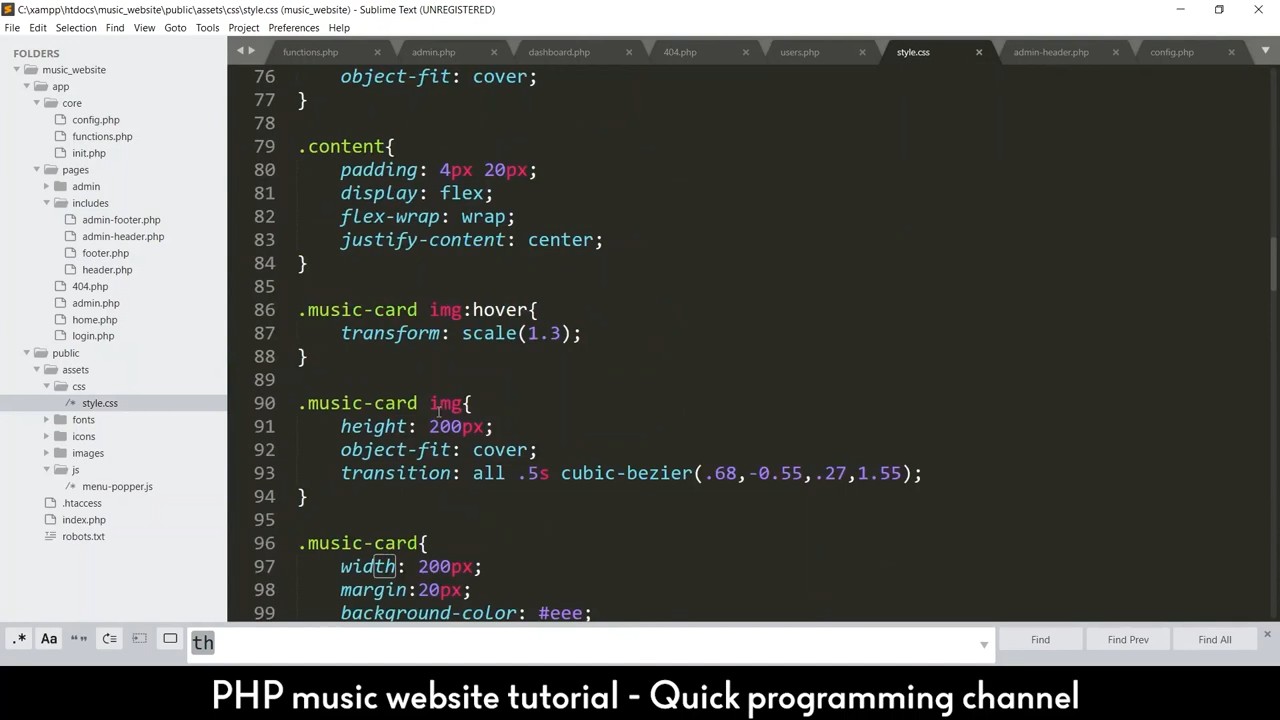 C:\xampp\htdocs\music_website\public\assets\css\style.css (music_website) - Sublime Text (UNREGISTERED)
File Edit Selection Find View Goto Tools Project Preferences Help
FOLDERS
music_website
app
core
config.php
functions.php
init.php
pages
admin
includes
admin-footer.php
admin-header.php
footer.php
header.php
404.php
admin.php
home.php
login.php
public
assets
css
/* style.css
fonts
icons
images
js
menu-popper.js
.htaccess
index.php
robots.txt
functions.php admin.php dashboard.php 404.php users.php style.css admin-header.php config.php
76 object-fit: cover;
77 }
78
79 .content{
80 padding: 4px 20px;
81 display: flex;
82 flex-wrap: wrap;
83 justify-content: center;
84 }
85
86 .music-card img:hover{
87 transform: scale(1.3);
88 }
89
90 .music-card img{
91 height: 200px;
92 object-fit: cover;
93 transition: all .5s cubic-bezier(.68,-0.55,.27,1.55);
94 }
95
96 .music-card{
97 width: 200px;
98 margin:20px;
99 background-color: #eee;
.* Aa “” th Find Find Prev Find All
PHP music website tutorial - Quick programming channel